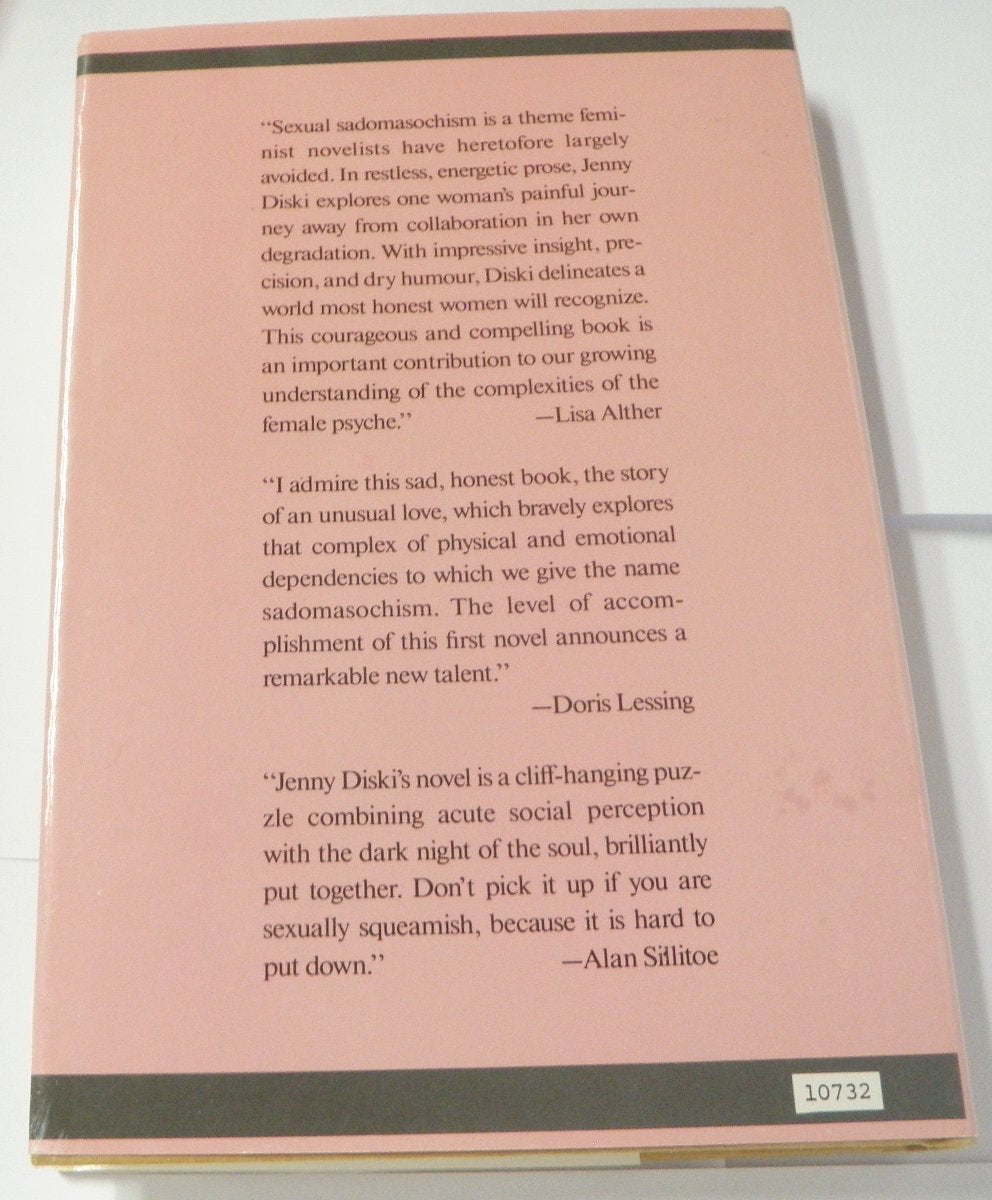 “Sexual sadomasochism is a theme femi-
nist novelists have heretofore largely
avoided. In restless, energetic prose, Jenny
Diski explores one woman's painful jour-
ney away from collaboration in her own
degradation. With impressive insight, pre-
cision, and dry humour, Diski delineates a
world most honest women will recognize.
This courageous and compelling book is
an important contribution to our growing
understanding of the complexities of the
female psyche.” —Lisa Alther
“I admire this sad, honest book, the story
of an unusual love, which bravely explores
that complex of physical and emotional
dependencies to which we give the name
sadomasochism. The level of accom-
plishment of this first novel announces a
remarkable new talent.”
—Doris Lessing
“Jenny Diski's novel is a cliff-hanging puz-
zle combining acute social perception
with the dark night of the soul, brilliantly
put together. Don't pick it up if you are
sexually squeamish, because it is hard to
put down.” —Alan Sillitoe
10732